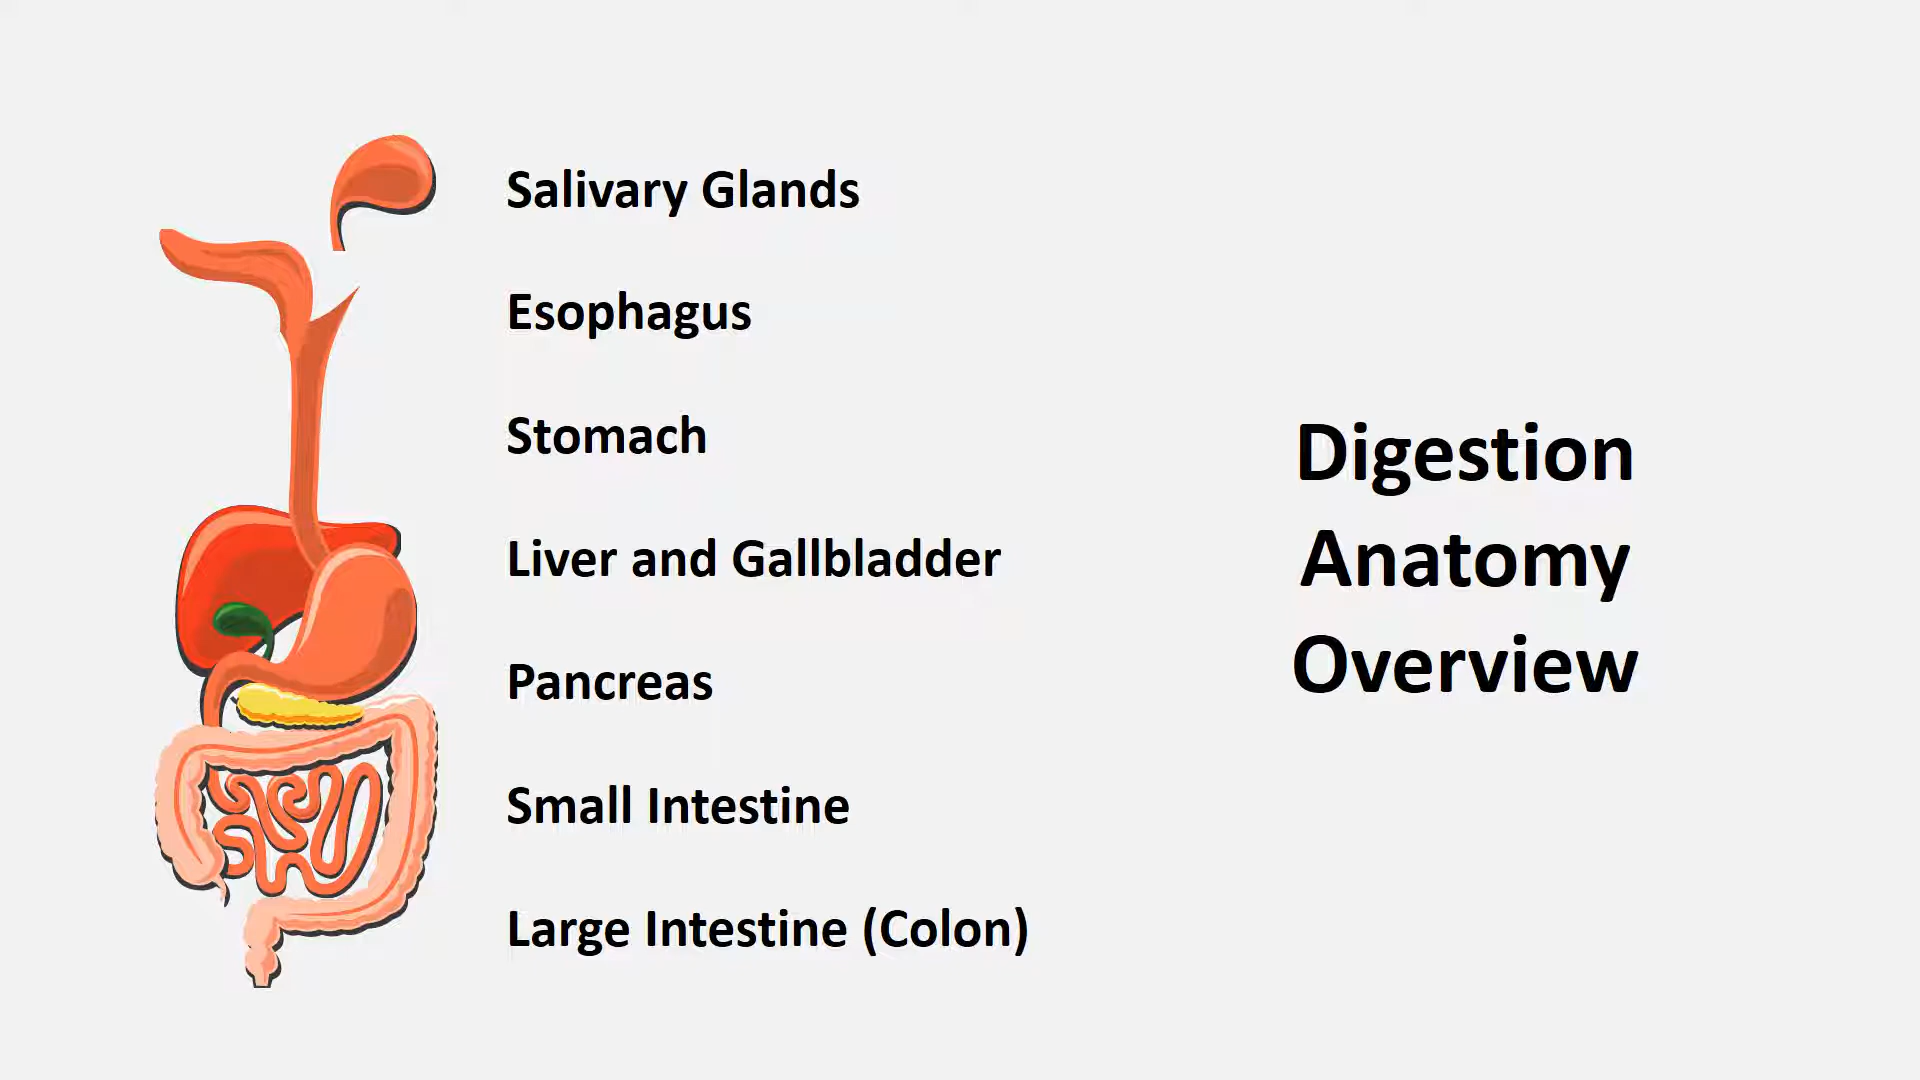 Salivary Glands
Esophagus
Stomach
Liver and Gallbladder
Pancreas
Small Intestine
Large Intestine (Colon)
Digestion
Anatomy
Overview